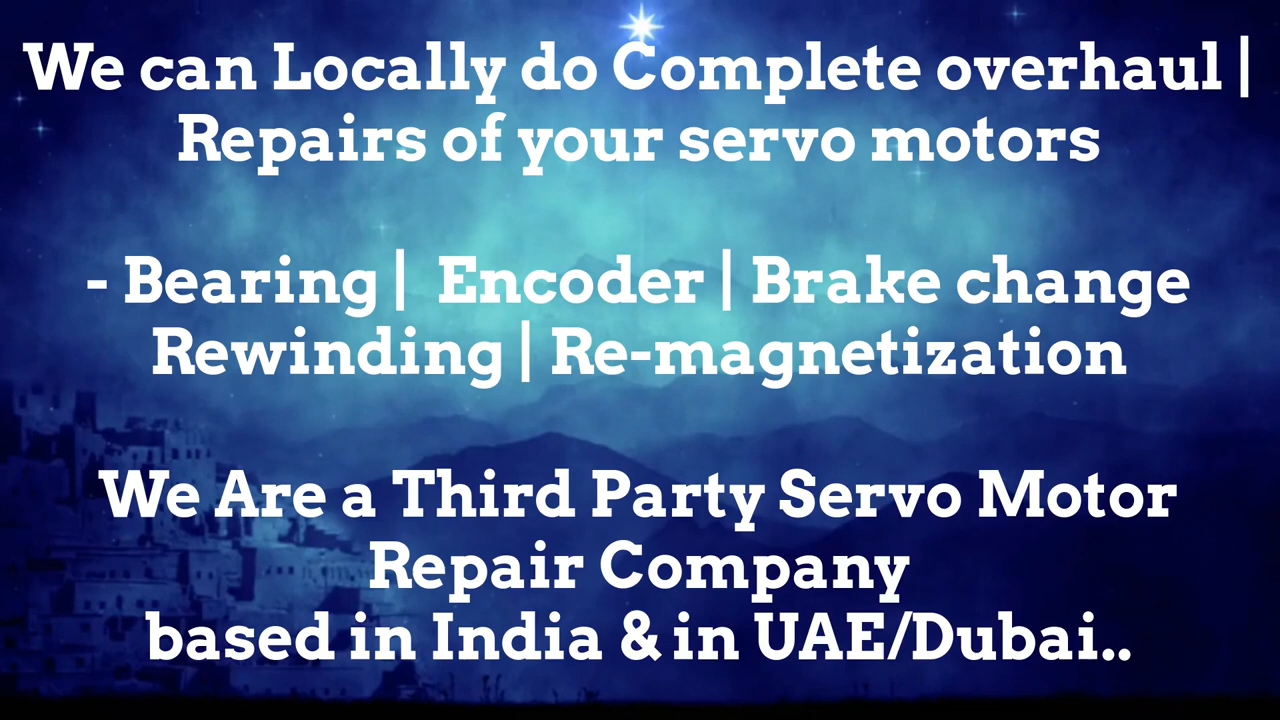 We can Locally do Complete overhaul |
Repairs of your servo motors
- Bearing | Encoder | Brake change
Rewinding | Re-magnetization
We Are a Third Party Servo Motor
Repair Company
based in India & in UAE/Dubai..